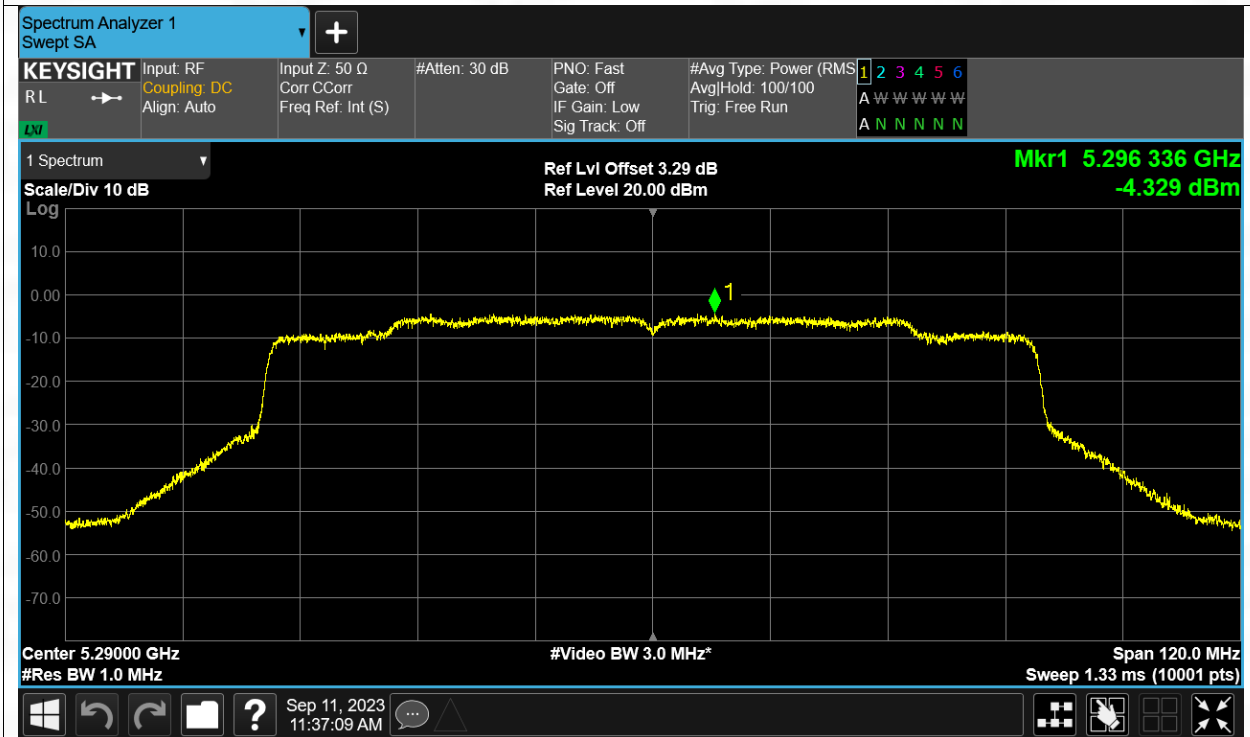 Spectrum Analyzer 1
Swept SA
KEYSIGHT
RL
LXI
Input: RF
Coupling: DC
Align: Auto
Input Z: 50 Ω
Corr CCorr
Freq Ref: Int (S)
#Atten: 30 dB
PNO: Fast
Gate: Off
IF Gain: Low
Sig Track: Off
#Avg Type: Power (RMS
Avg|Hold: 100/100
Trig: Free Run
1 2 3 4 5 6
A W W W W W
A N N N N N
1 Spectrum
Scale/Div 10 dB
Log
Ref Lvl Offset 3.29 dB
Ref Level 20.00 dBm
Mkr1 5.296 336 GHz
-4.329 dBm
10.0
0.00
-10.0
-20.0
-30.0
-40.0
-50.0
-60.0
-70.0
1
Center 5.29000 GHz
#Res BW 1.0 MHz
#Video BW 3.0 MHz*
Span 120.0 MHz
Sweep 1.33 ms (10001 pts)
?
Sep 11, 2023
11:37:09 AM